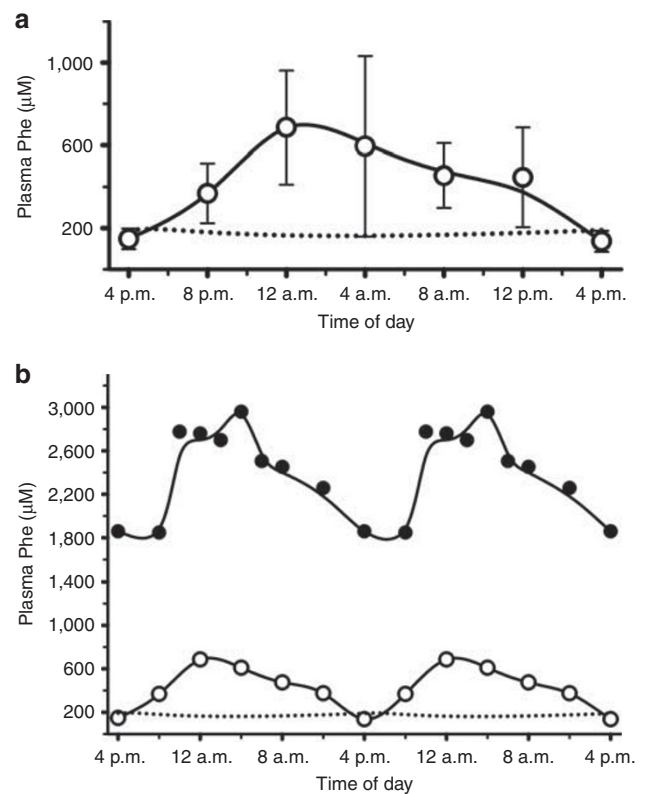 a
Plasma Phe (μM)
1,000
600
200
4 p.m. 8 p.m. 12 a.m. 4 a.m. 8 a.m. 12 p.m. 4 p.m.
Time of day
b
Plasma Phe (μM)
3,000
2,600
2,200
1,800
1,400
1,000
600
200
4 p.m. 12 a.m. 8 a.m. 4 p.m. 12 a.m. 8 a.m. 4 p.m.
Time of day